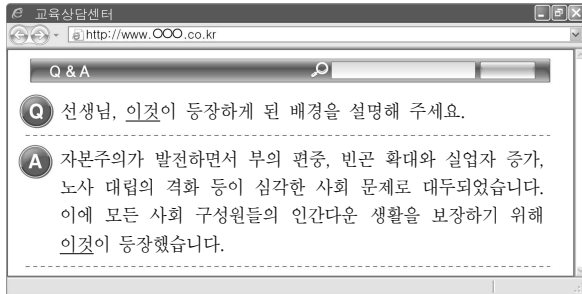 교육상담센터
http://www.OOO.co.kr
Q & A
Q 선생님, 이것이 등장하게 된 배경을 설명해 주세요.
A 자본주의가 발전하면서 부의 편중, 빈곤 확대와 실업자 증가,
노사 대립의 격화 등이 심각한 사회 문제로 대두되었습니다.
이에 모든 사회 구성원들의 인간다운 생활을 보장하기 위해
이것이 등장했습니다.